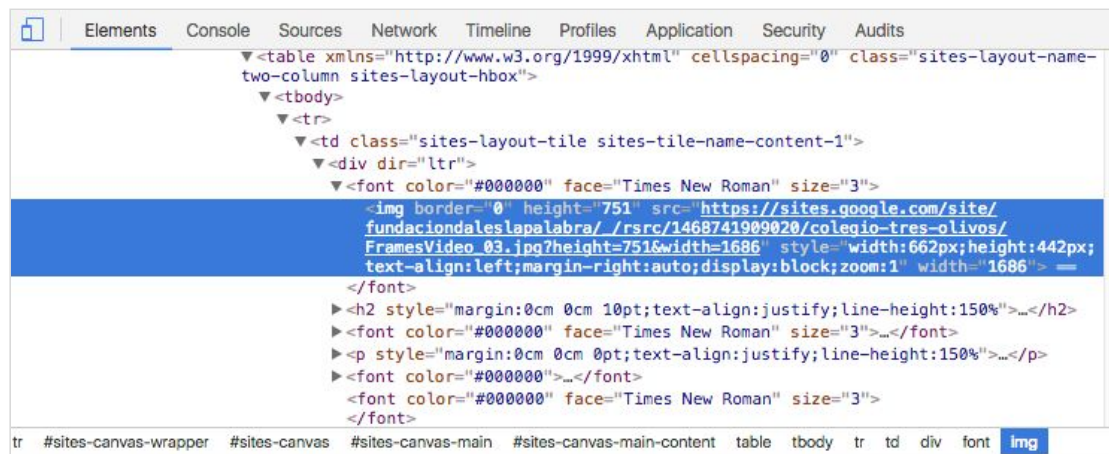 Elements Console Sources Network Timeline Profiles Application Security Audits
▼<table xmlns="http://www.w3.org/1999/xhtml" cellspacing="0" class="sites-layout-name-
two-column sites-layout-hbox">
▼<tbody>
▼<tr>
▼<td class="sites-layout-tile sites-tile-name-content-1">
▼<div dir="ltr">
▼<font color="#000000" face="Times New Roman" size="3">
<img border="0" height="751" src="https://sites.google.com/site/
fundaciondaleslapalabra/_/rsrc/1468741909020/colegio-tres-olivos/
FramesVideo_03.jpg?height=751&width=1686" style="width:662px;height:442px;
text-align:left;margin-right:auto;display:block;zoom:1" width="1686"> ==
</font>
▶<h2 style="margin:0cm 0cm 10pt;text-align:justify;line-height:150%">…</h2>
▶<font color="#000000" face="Times New Roman" size="3">…</font>
▶<p style="margin:0cm 0cm 0pt;text-align:justify;line-height:150%">…</p>
▶<font color="#000000">…</font>
<font color="#000000" face="Times New Roman" size="3">
</font>
tr #sites-canvas-wrapper #sites-canvas #sites-canvas-main #sites-canvas-main-content table tbody tr td div font img